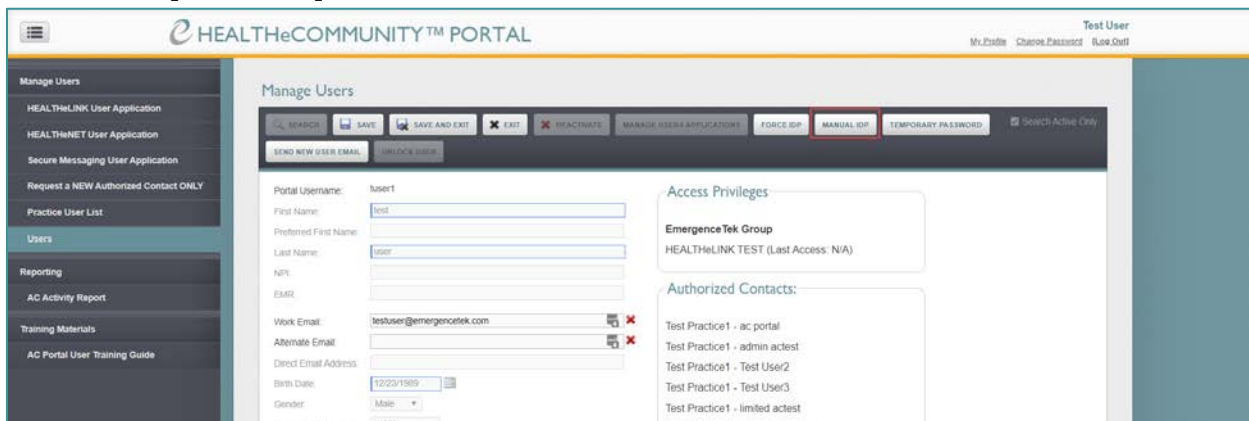 e HEALTHeCOMMUNITY™ PORTAL
Test User
My Profile Change Password [Log Out]
Manage Users
HEALTHeLINK User Application
HEALTHeNET User Application
Secure Messaging User Application
Request a NEW Authorized Contact ONLY
Practice User List
Users
Reporting
AC Activity Report
Training Materials
AC Portal User Training Guide
Manage Users
SEARCH SAVE SAVE AND EXIT EXIT REACTIVATE MANAGE USERS APPLICATIONS FORCE IDP MANUAL IDP TEMPORARY PASSWORD Search Active Only
SEND NEW USER EMAIL UNLOCK USER
Portal Username: tuser1
First Name: test
Preferred First Name:
Last Name: user
NPI:
EMR:
Work Email: testuser@emergencetek.com
Alternate Email:
Direct Email Address:
Birth Date: 12/23/1989
Gender: Male
Access Privileges
EmergenceTek Group
HEALTHeLINK TEST (Last Access: N/A)
Authorized Contacts:
Test Practice1 - ac portal
Test Practice1 - admin actest
Test Practice1 - Test User2
Test Practice1 - Test User3
Test Practice1 - limited actest